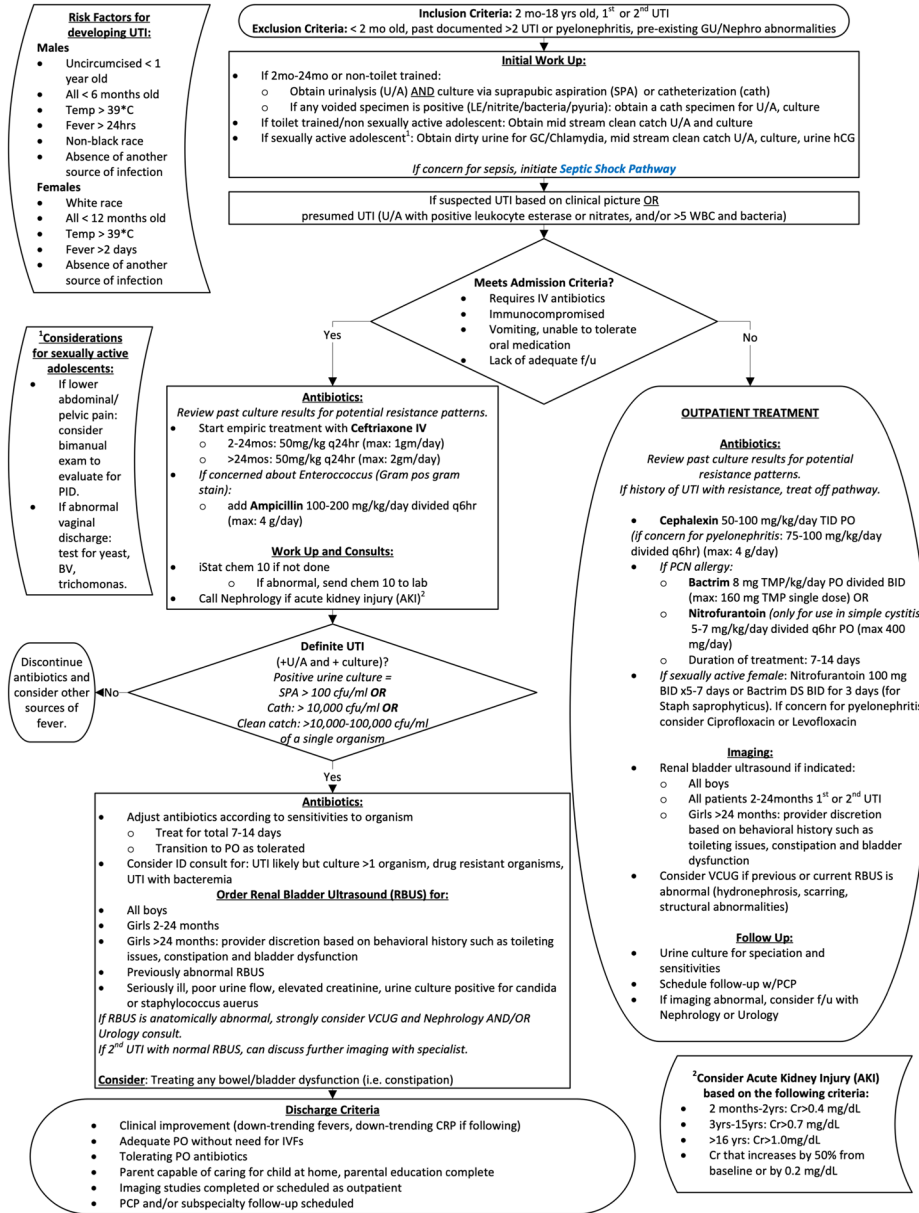 Risk Factors for
developing UTI:
Males
• Uncircumcised < 1
year old
• All < 6 months old
• Temp > 39*C
• Fever > 24hrs
• Non-black race
• Absence of another
source of infection
Females
• White race
• All < 12 months old
• Temp > 39*C
• Fever >2 days
• Absence of another
source of infection
Inclusion Criteria: 2 mo-18 yrs old, 1st or 2nd UTI
Exclusion Criteria: < 2 mo old, past documented >2 UTI or pyelonephritis, pre-existing GU/Nephro abnormalities
Initial Work Up:
• If 2mo-24mo or non-toilet trained:
o Obtain urinalysis (U/A) AND culture via suprapubic aspiration (SPA) or catheterization (cath)
o If any voided specimen is positive (LE/nitrite/bacteria/pyuria): obtain a cath specimen for U/A, culture
• If toilet trained/non sexually active adolescent: Obtain mid stream clean catch U/A and culture
• If sexually active adolescent1: Obtain dirty urine for GC/Chlamydia, mid stream clean catch U/A, culture, urine hCG
If concern for sepsis, initiate Septic Shock Pathway
If suspected UTI based on clinical picture OR
presumed UTI (U/A with positive leukocyte esterase or nitrates, and/or >5 WBC and bacteria)
Meets Admission Criteria?
• Requires IV antibiotics
• Immunocompromised
• Vomiting, unable to tolerate
oral medication
• Lack of adequate f/u
Yes
No
1Considerations
for sexually active
adolescents:
• If lower
abdominal/
pelvic pain:
consider
bimanual
exam to
evaluate for
PID.
• If abnormal
vaginal
discharge:
test for yeast,
BV,
trichomonas.
Antibiotics:
Review past culture results for potential resistance patterns.
• Start empiric treatment with Ceftriaxone IV
o 2-24mos: 50mg/kg q24hr (max: 1gm/day)
o >24mos: 50mg/kg q24hr (max: 2gm/day)
• If concerned about Enteroccoccus (Gram pos gram
stain):
o add Ampicillin 100-200 mg/kg/day divided q6hr
(max: 4 g/day)
Work Up and Consults:
• iStat chem 10 if not done
o If abnormal, send chem 10 to lab
• Call Nephrology if acute kidney injury (AKI)2
Definite UTI
(+U/A and + culture)?
Positive urine culture =
SPA > 100 cfu/ml OR
Cath: > 10,000 cfu/ml OR
Clean catch: >10,000-100,000 cfu/ml
of a single organism
No
Discontinue
antibiotics and
consider other
sources of
fever.
Yes
Antibiotics:
• Adjust antibiotics according to sensitivities to organism
o Treat for total 7-14 days
o Transition to PO as tolerated
• Consider ID consult for: UTI likely but culture >1 organism, drug resistant organisms,
UTI with bacteremia
Order Renal Bladder Ultrasound (RBUS) for:
• All boys
• Girls 2-24 months
• Girls >24 months: provider discretion based on behavioral history such as toileting
issues, constipation and bladder dysfunction
• Previously abnormal RBUS
• Seriously ill, poor urine flow, elevated creatinine, urine culture positive for candida
or staphylococcus auerus
If RBUS is anatomically abnormal, strongly consider VCUG and Nephrology AND/OR
Urology consult.
If 2nd UTI with normal RBUS, can discuss further imaging with specialist.
Consider: Treating any bowel/bladder dysfunction (i.e. constipation)
Discharge Criteria
• Clinical improvement (down-trending fevers, down-trending CRP if following)
• Adequate PO without need for IVFs
• Tolerating PO antibiotics
• Parent capable of caring for child at home, parental education complete
• Imaging studies completed or scheduled as outpatient
• PCP and/or subspecialty follow-up scheduled
OUTPATIENT TREATMENT
Antibiotics:
Review past culture results for potential
resistance patterns.
If history of UTI with resistance, treat off pathway.
• Cephalexin 50-100 mg/kg/day TID PO
(if concern for pyelonephritis: 75-100 mg/kg/day
divided q6hr) (max: 4 g/day)
• If PCN allergy:
o Bactrim 8 mg TMP/kg/day PO divided BID
(max: 160 mg TMP single dose) OR
o Nitrofurantoin (only for use in simple cystitis
5-7 mg/kg/day divided q6hr PO (max 400
mg/day)
o Duration of treatment: 7-14 days
• If sexually active female: Nitrofurantoin 100 mg
BID x5-7 days or Bactrim DS BID for 3 days (for
Staph saprophyticus). If concern for pyelonephritis
consider Ciprofloxacin or Levofloxacin
Imaging:
• Renal bladder ultrasound if indicated:
o All boys
o All patients 2-24months 1st or 2nd UTI
o Girls >24 months: provider discretion
based on behavioral history such as
toileting issues, constipation and bladder
dysfunction
• Consider VCUG if previous or current RBUS is
abnormal (hydronephrosis, scarring,
structural abnormalities)
Follow Up:
• Urine culture for speciation and
sensitivities
• Schedule follow-up w/PCP
• If imaging abnormal, consider f/u with
Nephrology or Urology
2Consider Acute Kidney Injury (AKI)
based on the following criteria:
• 2 months-2yrs: Cr>0.4 mg/dL
• 3yrs-15yrs: Cr>0.7 mg/dL
• >16 yrs: Cr>1.0mg/dL
• Cr that increases by 50% from
baseline or by 0.2 mg/dL